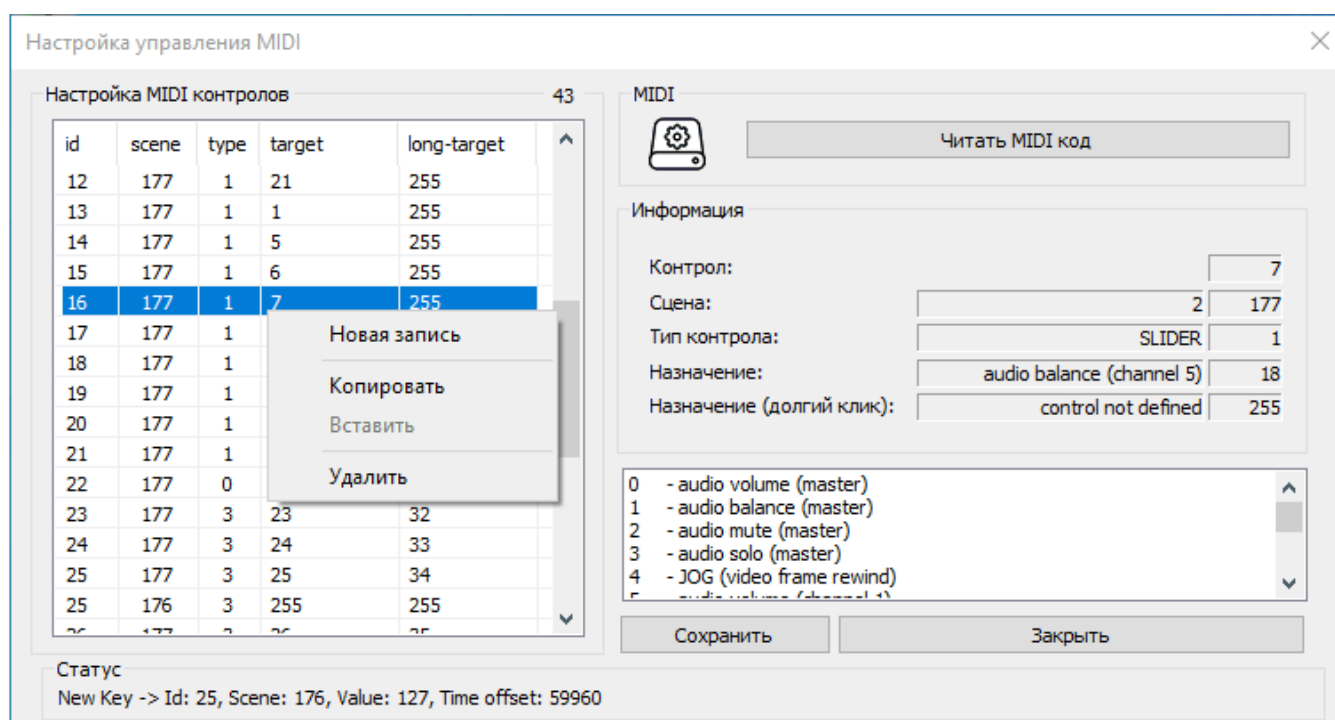 Настройка управления MIDI
Настройка MIDI контролов 43
id scene type target long-target
12 177 1 21 255
13 177 1 1 255
14 177 1 5 255
15 177 1 6 255
16 177 1 7 255
17 177 1
18 177 1
19 177 1
20 177 1
21 177 1
22 177 0
23 177 3 23 32
24 177 3 24 33
25 177 3 25 34
25 176 3 255 255
Новая запись
Копировать
Вставить
Удалить
MIDI
Читать MIDI код
Информация
Контрол: 7
Сцена: 2 177
Тип контрола: SLIDER 1
Назначение: audio balance (channel 5) 18
Назначение (долгий клик): control not defined 255
0 - audio volume (master)
1 - audio balance (master)
2 - audio mute (master)
3 - audio solo (master)
4 - JOG (video frame rewind)
Сохранить Закрыть
Статус
New Key -> Id: 25, Scene: 176, Value: 127, Time offset: 59960